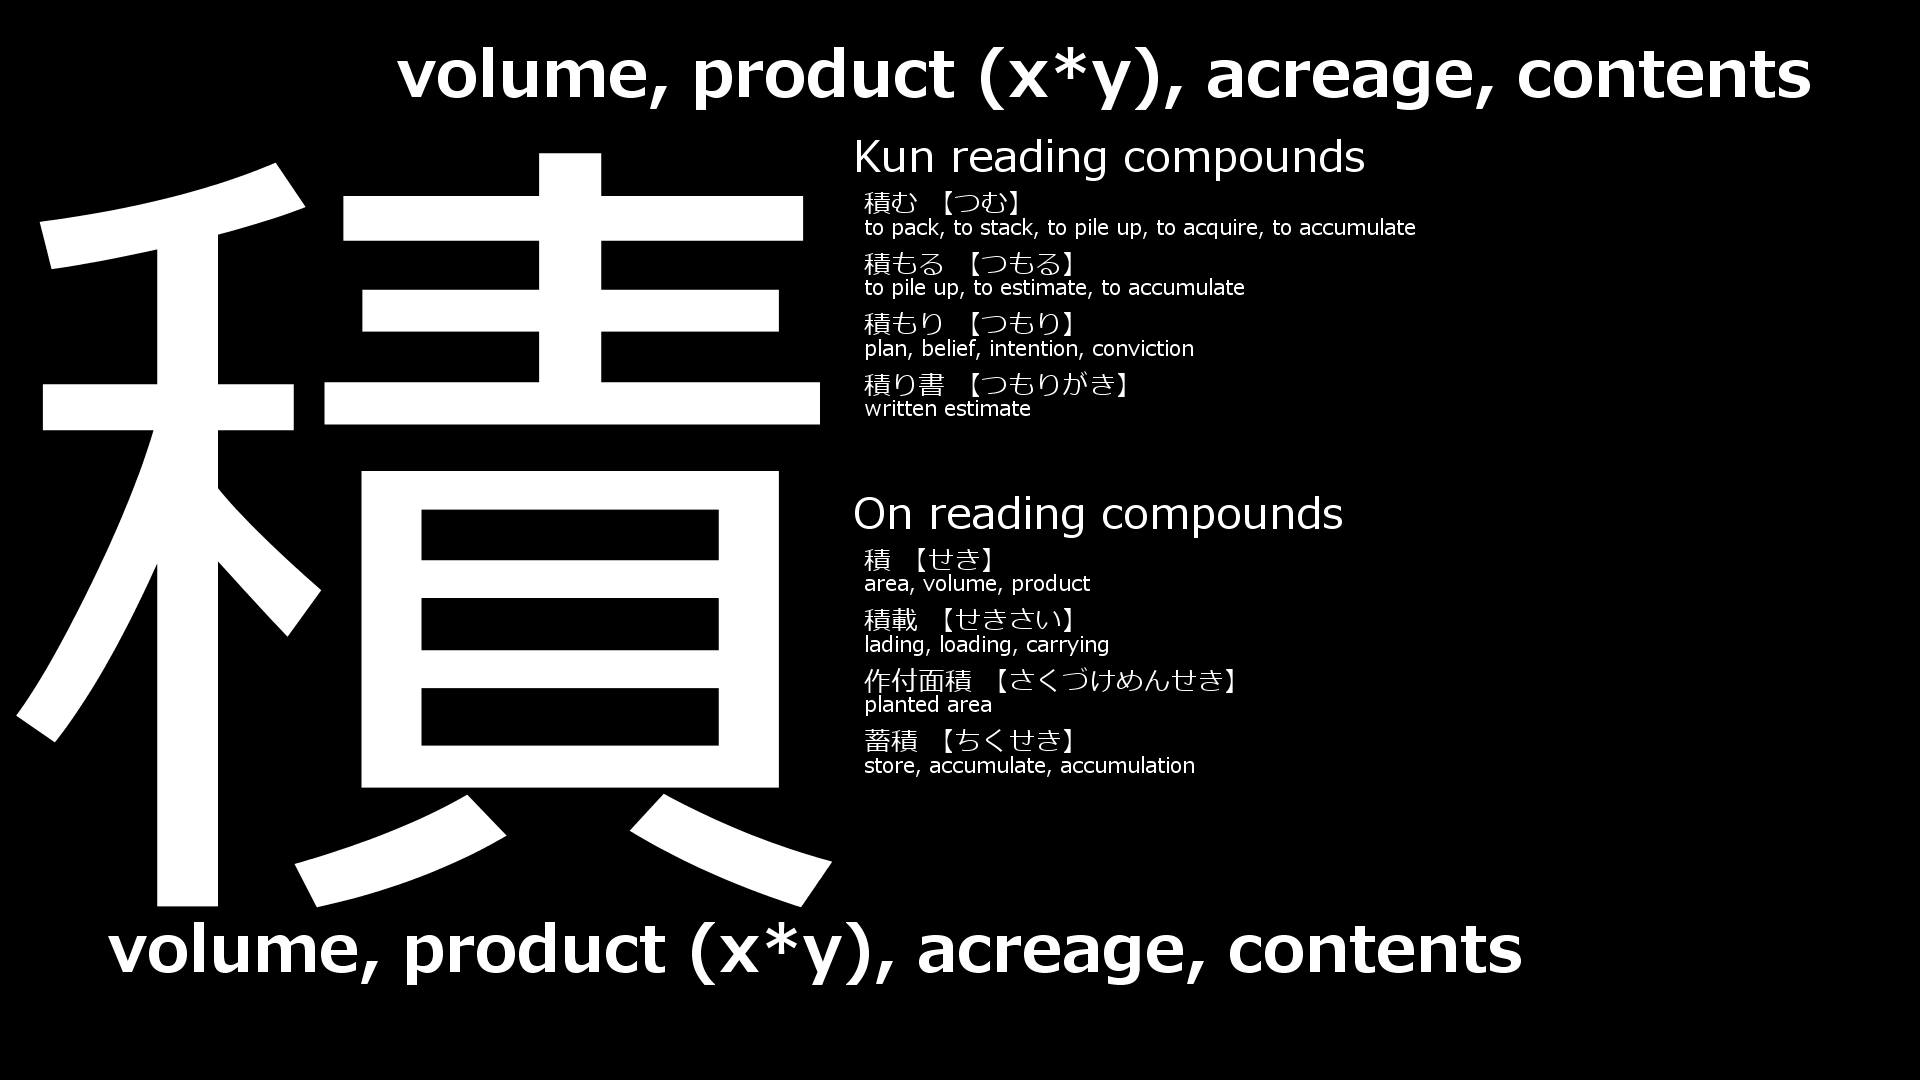 volume, product (x*y), acreage, contents
積
Kun reading compounds
積む 【つむ】
to pack, to stack, to pile up, to acquire, to accumulate
積もる 【つもる】
to pile up, to estimate, to accumulate
積もり 【つもり】
plan, belief, intention, conviction
積り書 【つもりがき】
written estimate
On reading compounds
積 【せき】
area, volume, product
積載 【せきさい】
lading, loading, carrying
作付面積 【さくづけめんせき】
planted area
蓄積 【ちくせき】
store, accumulate, accumulation
volume, product (x*y), acreage, contents